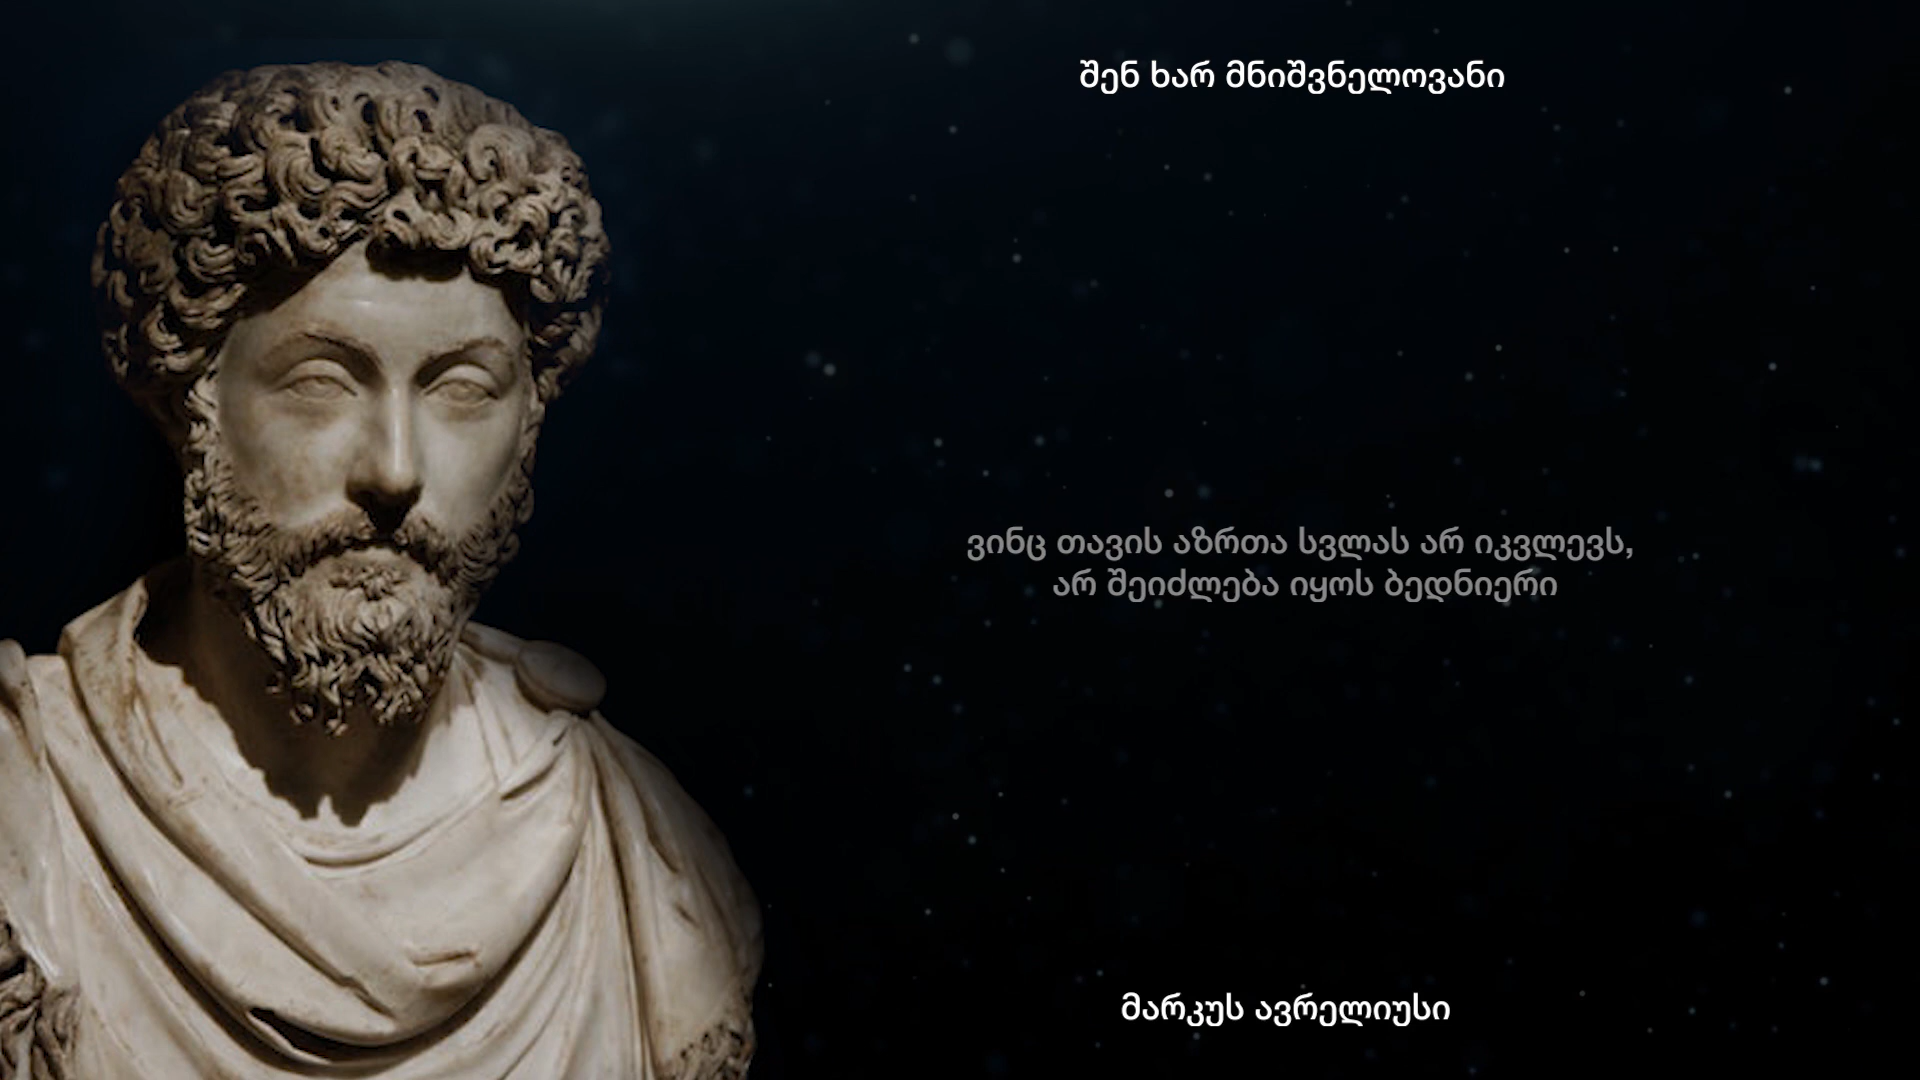 შენ ხარ მნიშვნელოვანი
ვინც თავის აზრთა სვლას არ იკვლევს,
არ შეიძლება იყოს ბედნიერი
მარკუს ავრელიუსი